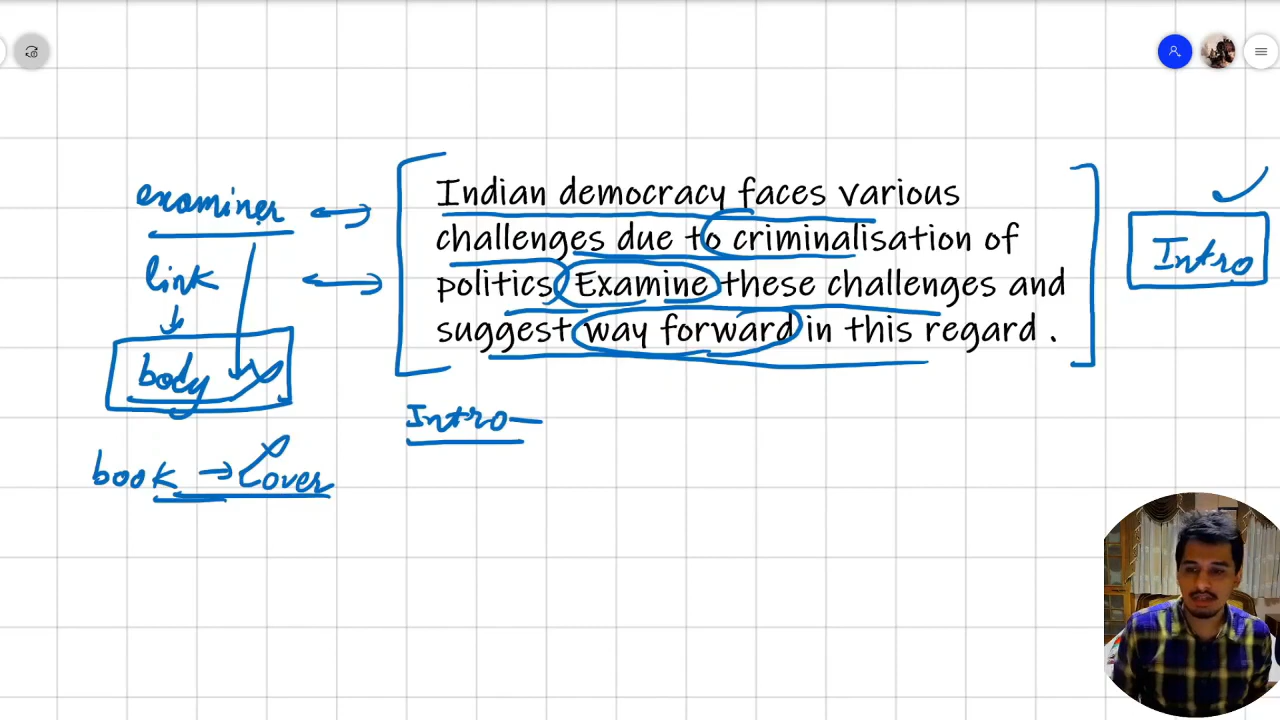 examiner
link
body
book → Cover
Indian democracy faces various
challenges due to criminalisation of
politics Examine these challenges and
suggest way forward in this regard .
Intro—
Intro